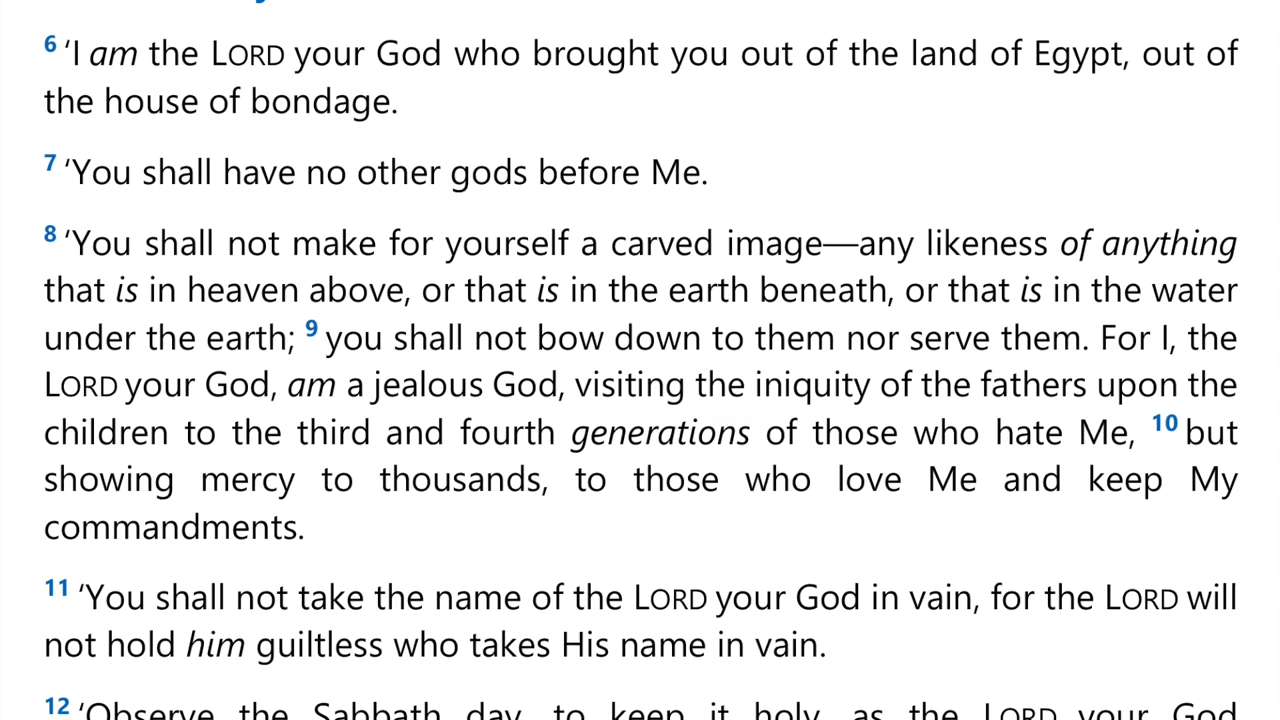 6 ‘I am the LORD your God who brought you out of the land of Egypt, out of
the house of bondage.
7 ‘You shall have no other gods before Me.
8 ‘You shall not make for yourself a carved image—any likeness of anything
that is in heaven above, or that is in the earth beneath, or that is in the water
under the earth; 9 you shall not bow down to them nor serve them. For I, the
LORD your God, am a jealous God, visiting the iniquity of the fathers upon the
children to the third and fourth generations of those who hate Me, 10 but
showing mercy to thousands, to those who love Me and keep My
commandments.
11 ‘You shall not take the name of the LORD your God in vain, for the LORD will
not hold him guiltless who takes His name in vain.
12 ‘Observe the Sabbath day, to keep it holy, as the LORD your God